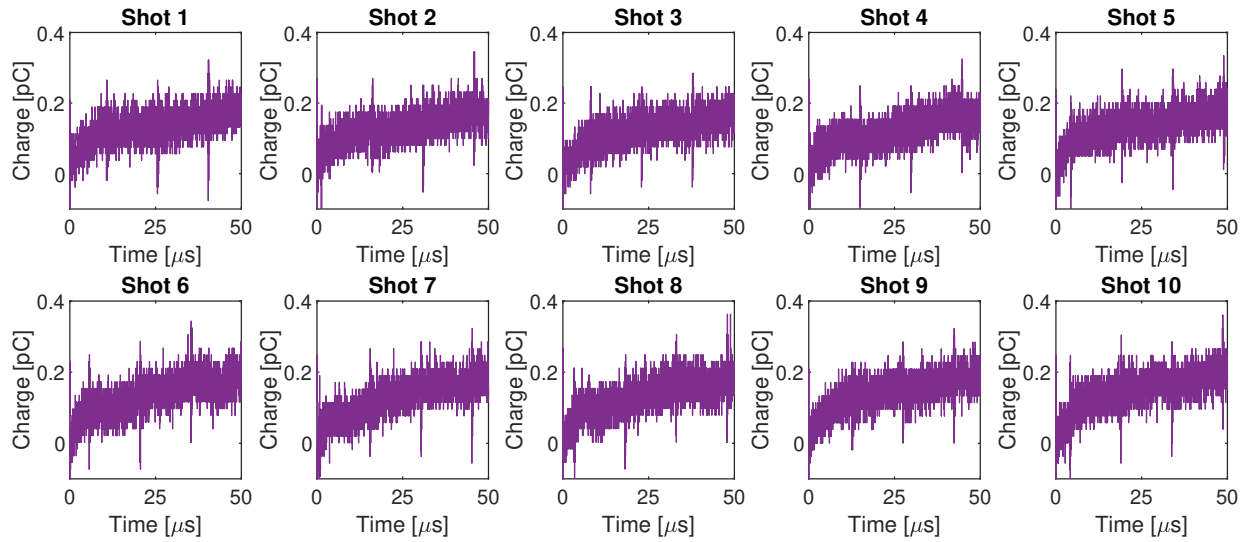 Shot 1 Shot 2 Shot 3 Shot 4 Shot 5
0.4 0.4 0.4 0.4 0.4
Charge [pC] Charge [pC] Charge [pC] Charge [pC] Charge [pC]
0.2 0.2 0.2 0.2 0.2
0 0 0 0 0
0 25 50 0 25 50 0 25 50 0 25 50 0 25 50
Time [μs] Time [μs] Time [μs] Time [μs] Time [μs]
Shot 6 Shot 7 Shot 8 Shot 9 Shot 10
0.4 0.4 0.4 0.4 0.4
Charge [pC] Charge [pC] Charge [pC] Charge [pC] Charge [pC]
0.2 0.2 0.2 0.2 0.2
0 0 0 0 0
0 25 50 0 25 50 0 25 50 0 25 50 0 25 50
Time [μs] Time [μs] Time [μs] Time [μs] Time [μs]